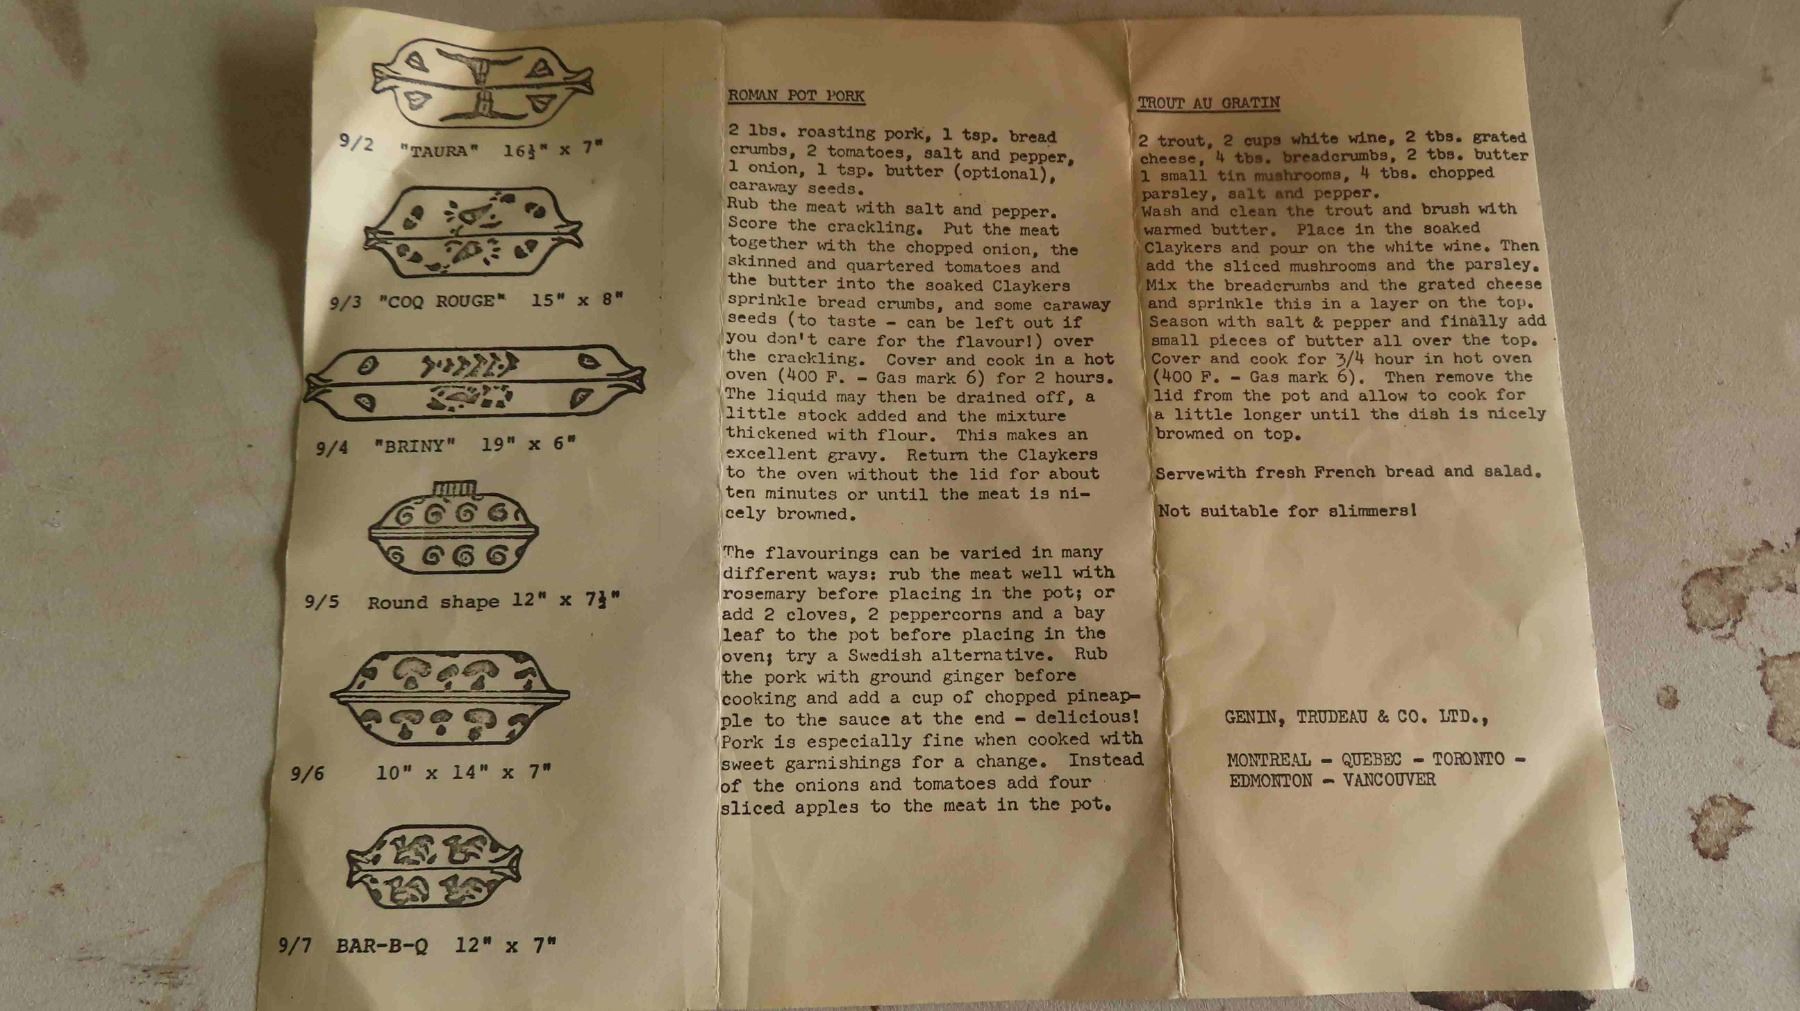 9/2 "TAURA" 16½" x 7"
9/3 "COQ ROUGE" 15" x 8"
9/4 "BRINY" 19" x 6"
9/5 Round shape 12" x 7½"
9/6 10" x 14" x 7"
9/7 BAR-B-Q 12" x 7"
ROMAN POT PORK
2 lbs. roasting pork, 1 tsp. bread
crumbs, 2 tomatoes, salt and pepper,
1 onion, 1 tsp. butter (optional),
caraway seeds.
Rub the meat with salt and pepper.
Score the crackling. Put the meat
together with the chopped onion, the
skinned and quartered tomatoes and
the butter into the soaked Claykers
sprinkle bread crumbs, and some caraway
seeds (to taste - can be left out if
you don't care for the flavour!) over
the crackling. Cover and cook in a hot
oven (400 F. - Gas mark 6) for 2 hours.
The liquid may then be drained off, a
little stock added and the mixture
thickened with flour. This makes an
excellent gravy. Return the Claykers
to the oven without the lid for about
ten minutes or until the meat is ni-
cely browned.
The flavourings can be varied in many
different ways: rub the meat well with
rosemary before placing in the pot; or
add 2 cloves, 2 peppercorns and a bay
leaf to the pot before placing in the
oven; try a Swedish alternative. Rub
the pork with ground ginger before
cooking and add a cup of chopped pineap-
ple to the sauce at the end - delicious!
Pork is especially fine when cooked with
sweet garnishings for a change. Instead
of the onions and tomatoes add four
sliced apples to the meat in the pot.
TROUT AU GRATIN
2 trout, 2 cups white wine, 2 tbs. grated
cheese, 4 tbs. breadcrumbs, 2 tbs. butter
1 small tin mushrooms, 4 tbs. chopped
parsley, salt and pepper.
Wash and clean the trout and brush with
warmed butter. Place in the soaked
Claykers and pour on the white wine. Then
add the sliced mushrooms and the parsley.
Mix the breadcrumbs and the grated cheese
and sprinkle this in a layer on the top.
Season with salt & pepper and finally add
small pieces of butter all over the top.
Cover and cook for 3/4 hour in hot oven
(400 F. - Gas mark 6). Then remove the
lid from the pot and allow to cook for
a little longer until the dish is nicely
browned on top.
Servewith fresh French bread and salad.
Not suitable for slimmers!
GENIN, TRUDEAU & CO. LTD.,
MONTREAL - QUEBEC - TORONTO -
EDMONTON - VANCOUVER